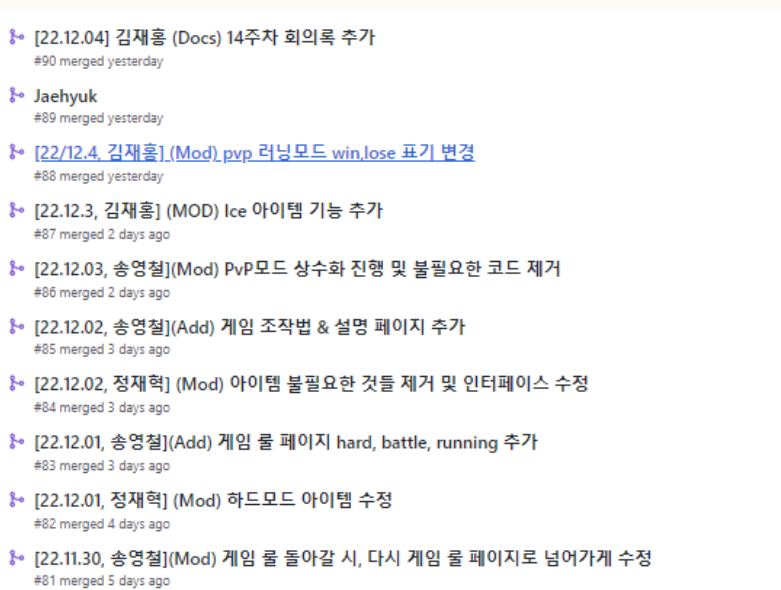 [22.12.04] 김재홍 (Docs) 14주차 회의록 추가
#90 merged yesterday
Jaehyuk
#89 merged yesterday
[22/12.4, 김재홍] (Mod) pvp 러닝모드 win,lose 표기 변경
#88 merged yesterday
[22.12.3, 김재홍] (MOD) Ice 아이템 기능 추가
#87 merged 2 days ago
[22.12.03, 송영철](Mod) PvP모드 상수화 진행 및 불필요한 코드 제거
#86 merged 2 days ago
[22.12.02, 송영철](Add) 게임 조작법 & 설명 페이지 추가
#85 merged 3 days ago
[22.12.02, 정재혁] (Mod) 아이템 불필요한 것들 제거 및 인터페이스 수정
#84 merged 3 days ago
[22.12.01, 송영철](Add) 게임 룰 페이지 hard, battle, running 추가
#83 merged 3 days ago
[22.12.01, 정재혁] (Mod) 하드모드 아이템 수정
#82 merged 4 days ago
[22.11.30, 송영철](Mod) 게임 룰 돌아갈 시, 다시 게임 룰 페이지로 넘어가게 수정
#81 merged 5 days ago